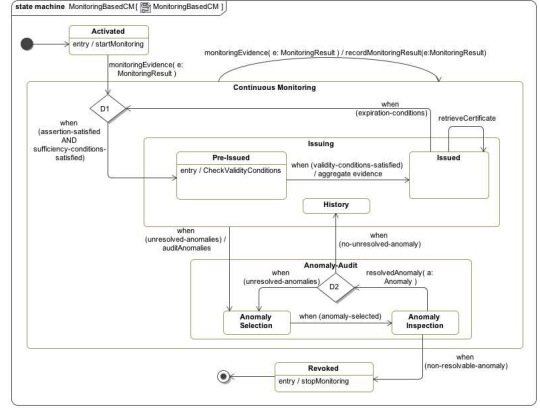 state machine MonitoringBasedCM [ MonitoringBasedCM ]
Activated
entry / startMonitoring
monitoringEvidence( e:
MonitoringResult )
monitoringEvidence( e: MonitoringResult ) / recordMonitoringResult(e:MonitoringResult)
Continuous Monitoring
D1
when
(expiration-conditions)
retrieveCertificate
when
(assertion-satisfied
AND
sufficiency-conditions-
satisfied)
Issuing
Pre-Issued
entry / CheckValidityConditions
when (validity-conditions-satisfied)
/ aggregate evidence
Issued
History
when
(unresolved-anomalies) /
auditAnomalies
when
(no-unresolved-anomaly)
Anomaly-Audit
when
(unresolved-anomalies)
D2
resolvedAnomaly( a:
Anomaly )
Anomaly
Selection
when (anomaly-selected)
Anomaly
Inspection
when
(non-resolvable-anomaly)
Revoked
entry / stopMonitoring